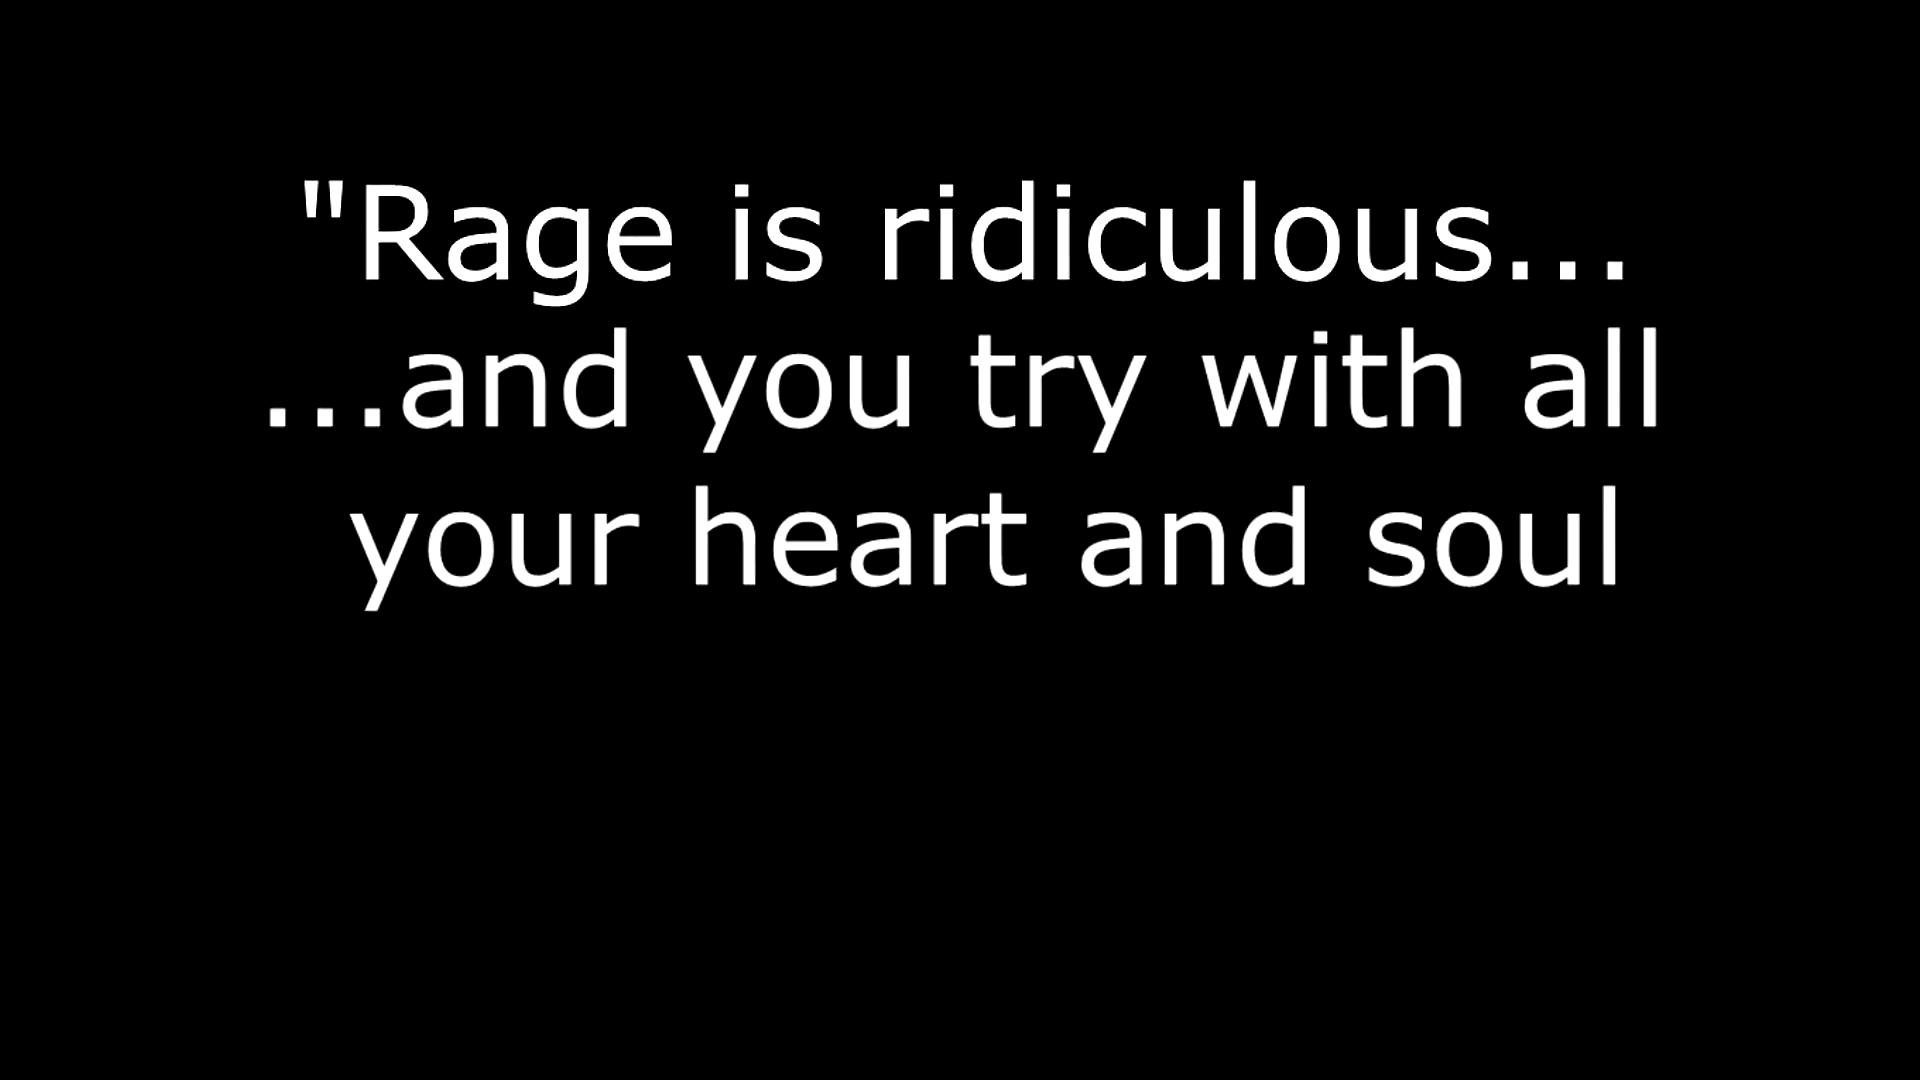 "Rage is ridiculous...
...and you try with all
your heart and soul